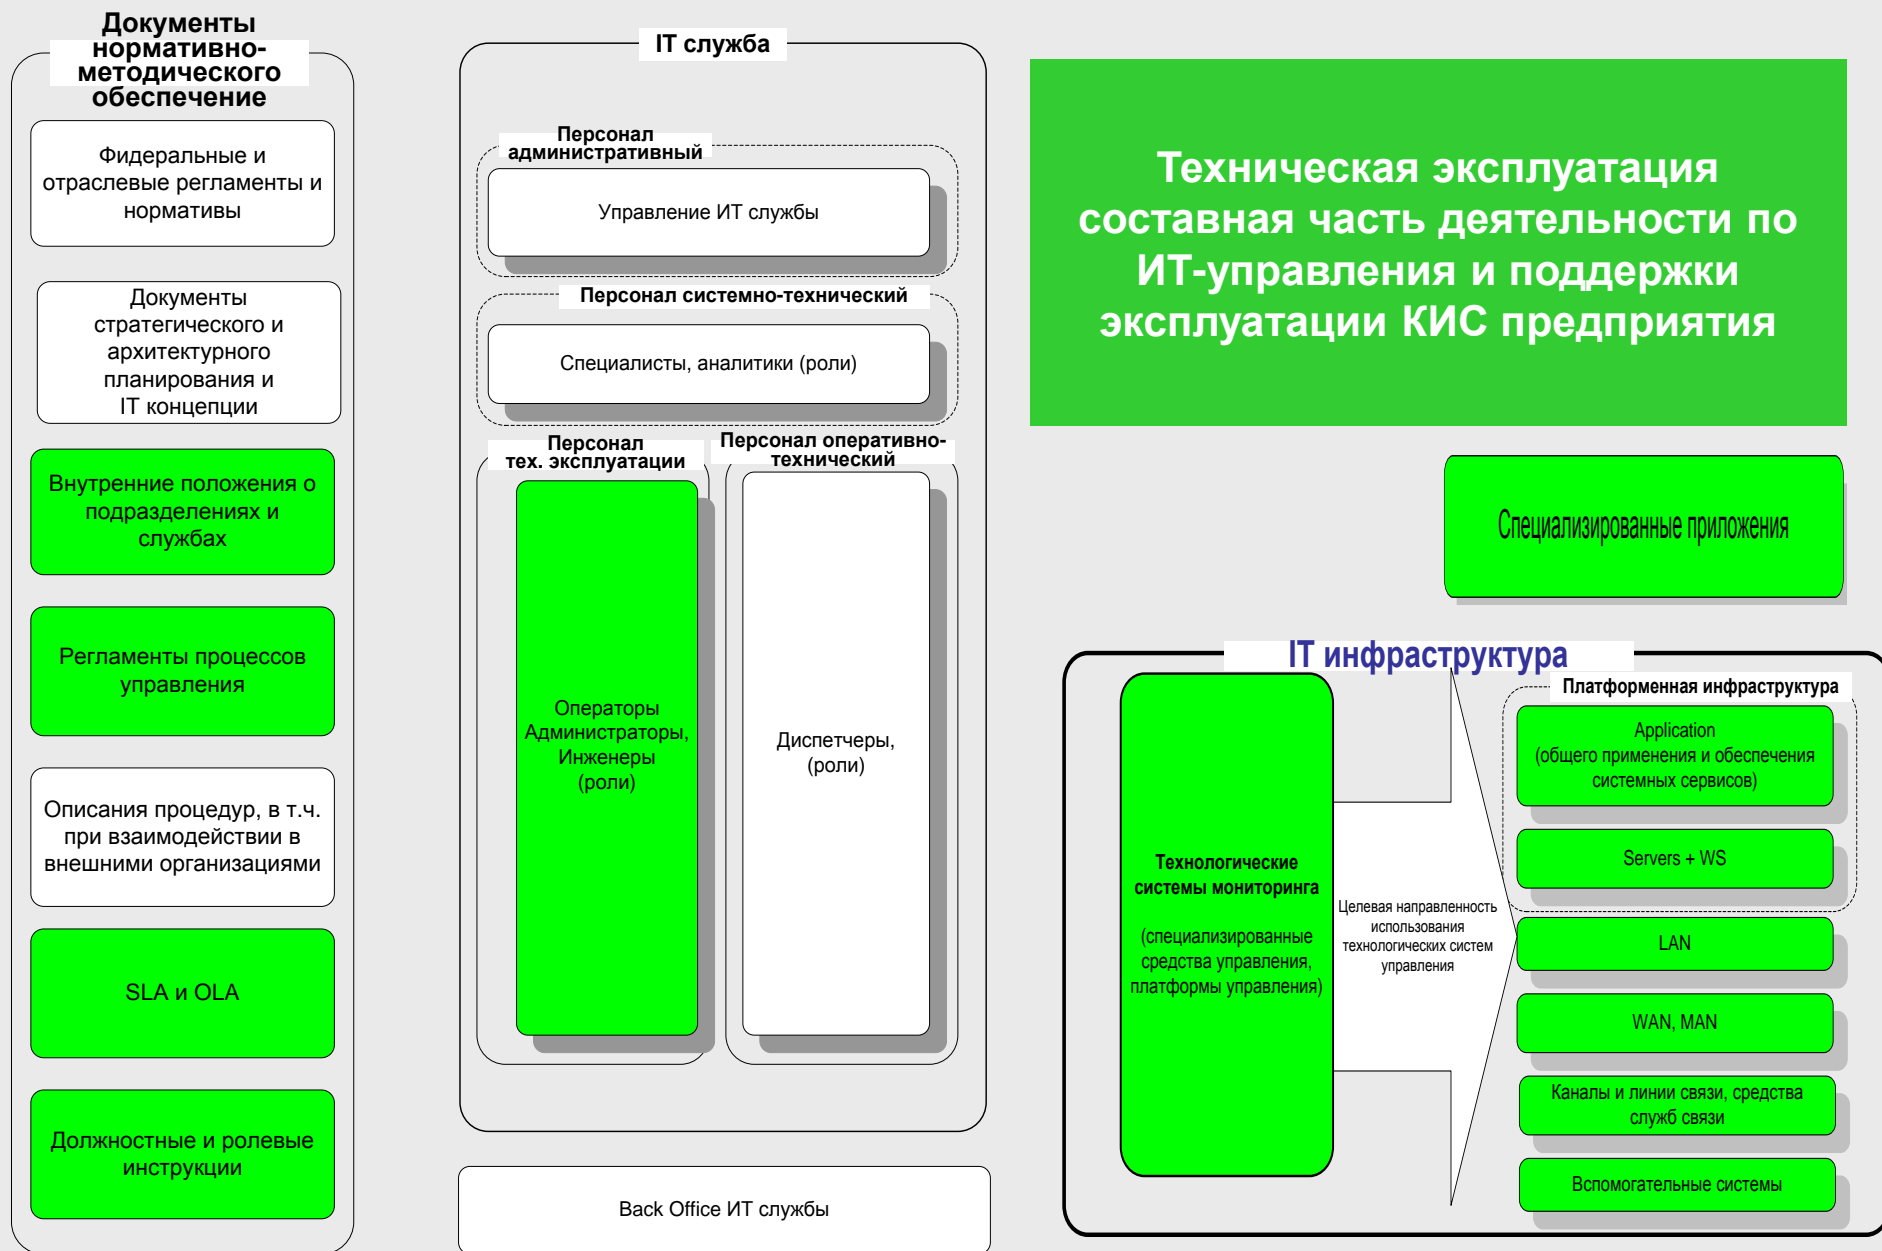 Документы
нормативно-
методического
обеспечение
Фидеральные и
отраслевые регламенты и
нормативы
Документы
стратегического и
архитектурного
планирования и
IT концепции
Внутренние положения о
подразделениях и
службах
Регламенты процессов
управления
Описания процедур, в т.ч.
при взаимодействии в
внешними организациями
SLA и OLA
Должностные и ролевые
инструкции
IT служба
Персонал
административный
Управление ИТ службы
Персонал системно-технический
Специалисты, аналитики (роли)
Персонал
тех. эксплуатации
Операторы
Администраторы,
Инженеры
(роли)
Персонал оперативно-
технический
Диспетчеры,
(роли)
Back Office ИТ службы
Техническая эксплуатация
составная часть деятельности по
ИТ-управления и поддержки
эксплуатации КИС предприятия
Специализированные приложения
IT инфраструктура
Технологические
системы мониторинга
(специализированные
средства управления,
платформы управления)
Целевая направленность
использования
технологических систем
управления
Платформенная инфраструктура
Application
(общего применения и обеспечения
системных сервисов)
Servers + WS
LAN
WAN, MAN
Каналы и линии связи, средства
служб связи
Вспомогательные системы